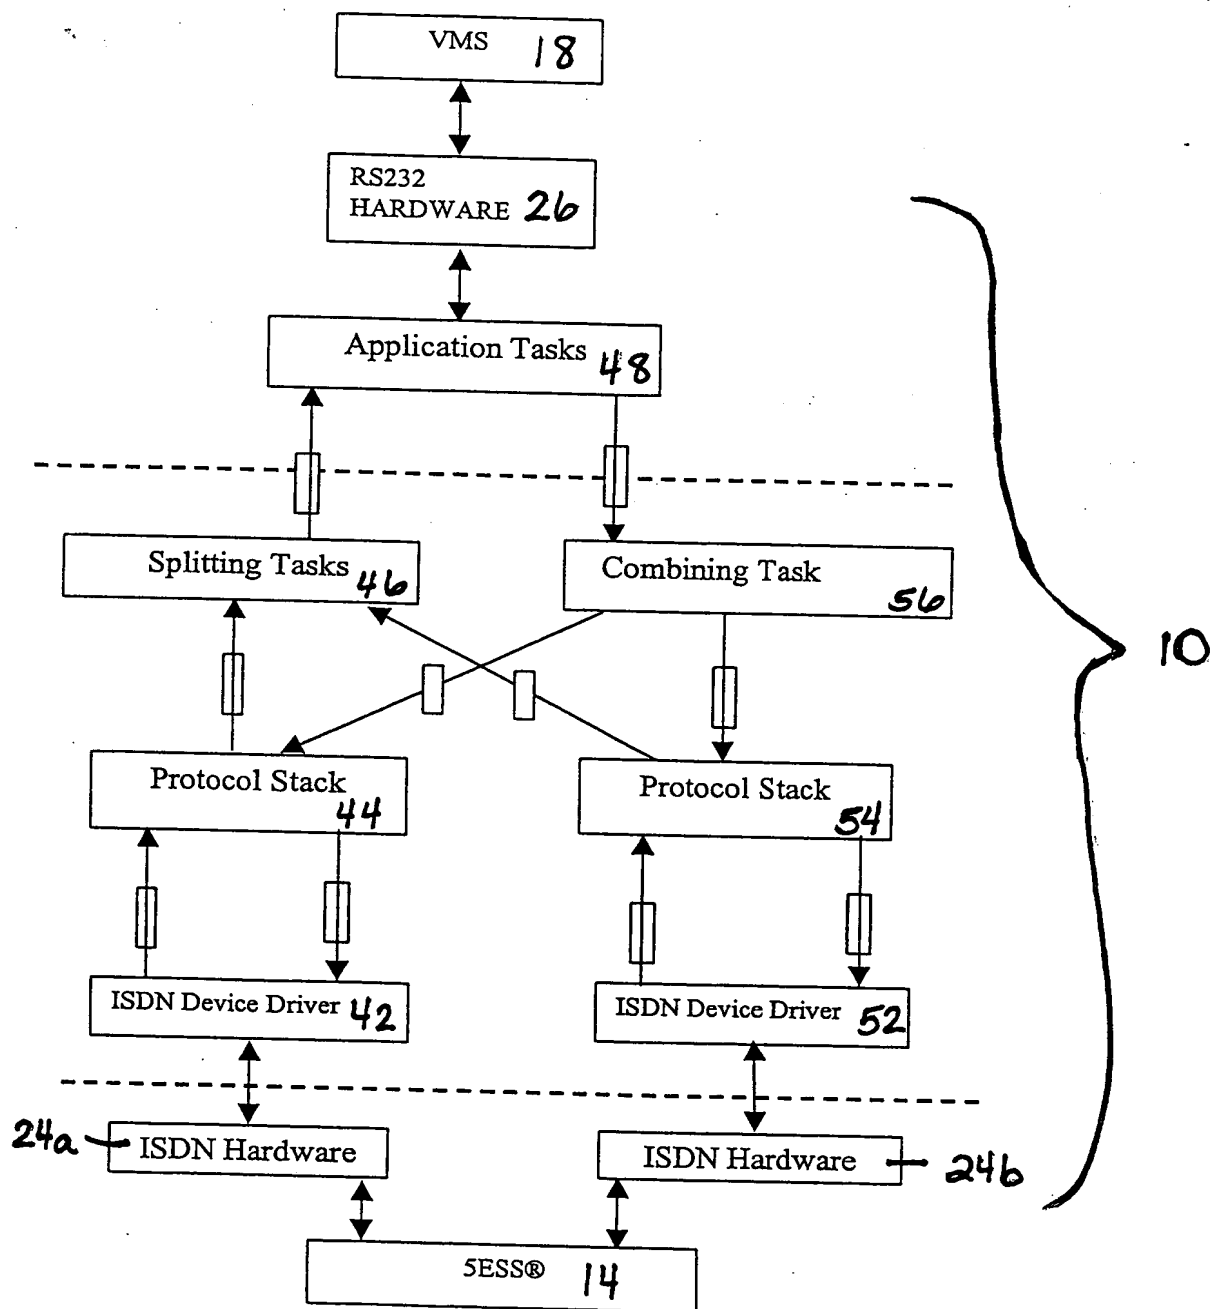 VMS 18
RS232
HARDWARE 26
Application Tasks 48
Splitting Tasks 46
Combining Task 56
10
Protocol Stack 44
Protocol Stack 54
ISDN Device Driver 42
ISDN Device Driver 52
24a ISDN Hardware
ISDN Hardware 24b
5ESS® 14